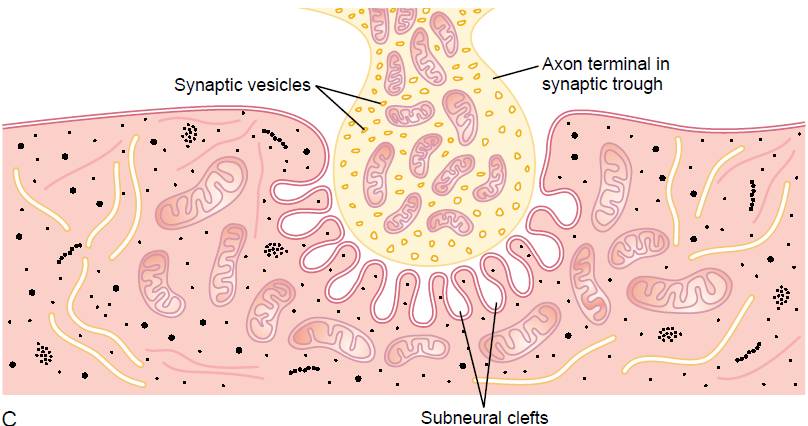 Axon terminal in
synaptic trough
Synaptic vesicles
Subneural clefts
C